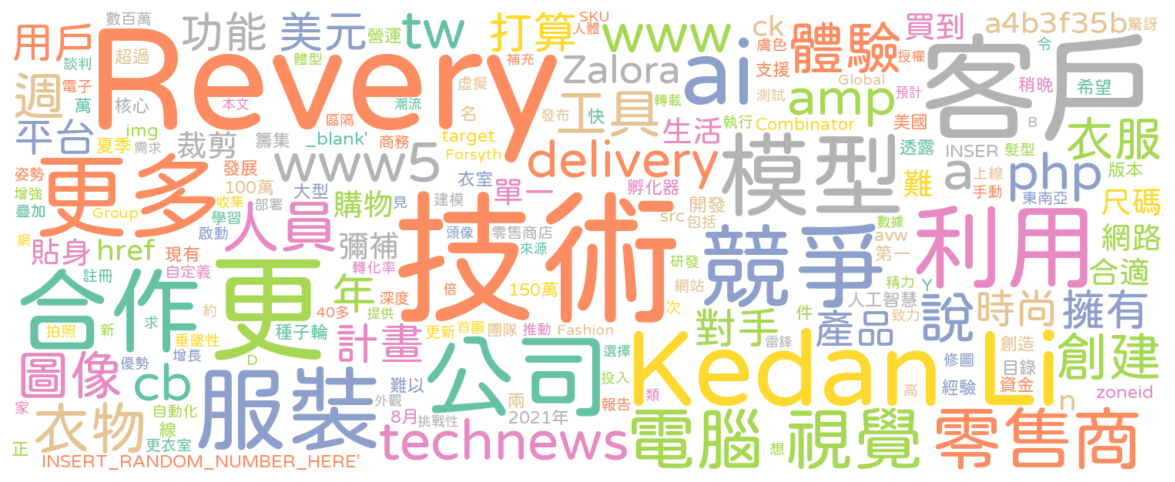 數百萬 用戶 功能 美元 營運 tw 打算 SKU 人體 www ck 膚色 買到 a4b3f35b 驚訝
超過 談判 體型 補充 ai 體驗 支援 Global 稍晚 令 授權 希望
週 電子 萬 核心 本文 Revery 潮流 虛擬 名 發布 快 Zalora 轉載 測試 amp 執行 美國 預計 客戶
平台 img 夏季 需求 裁剪 區隔 籌集 _blank' 商務 target Forsyth 工具 生活 Combinator 透露 INSER B 髮型 衣服
姿勢 更多 發展 www5 衣室 delivery 單一 孵化器 模型 難 a 上線 手動 php 版本 東南亞
增強 疊加 Group 100萬 收集 大型 見 建模 學習 部署 購物 src 開發 包括 數據 尺碼
網 貼身 href 現有 人員 啟動 彌補 頭像 零售商店 技術 來源 競爭 avw 第一 利用 網路
註冊 自定義 轉化率 年 深度 倍 150萬 研發 網站 次 人工智慧 精力 Y 合適
合作 約 更 提供 更新 首圖 團隊 推動 Fashion 對手 件 產品 致力 說 時尚 擁有
拍照 新 求 垂墜性 種子輪 40多 計畫 公司 選擇 雷鋒 Kedan Li 修圖 創造 創建
圖像 優勢 增長 D cb 服裝 難以 投入 類 高 經驗 目錄 資金 n zoneid
家 衣物 自動化 線 外觀 8月 挑戰性 兩 2021年 報告 電腦 視覺 零售商
正 更衣室 technews 想
INSERT_RANDOM_NUMBER_HERE'